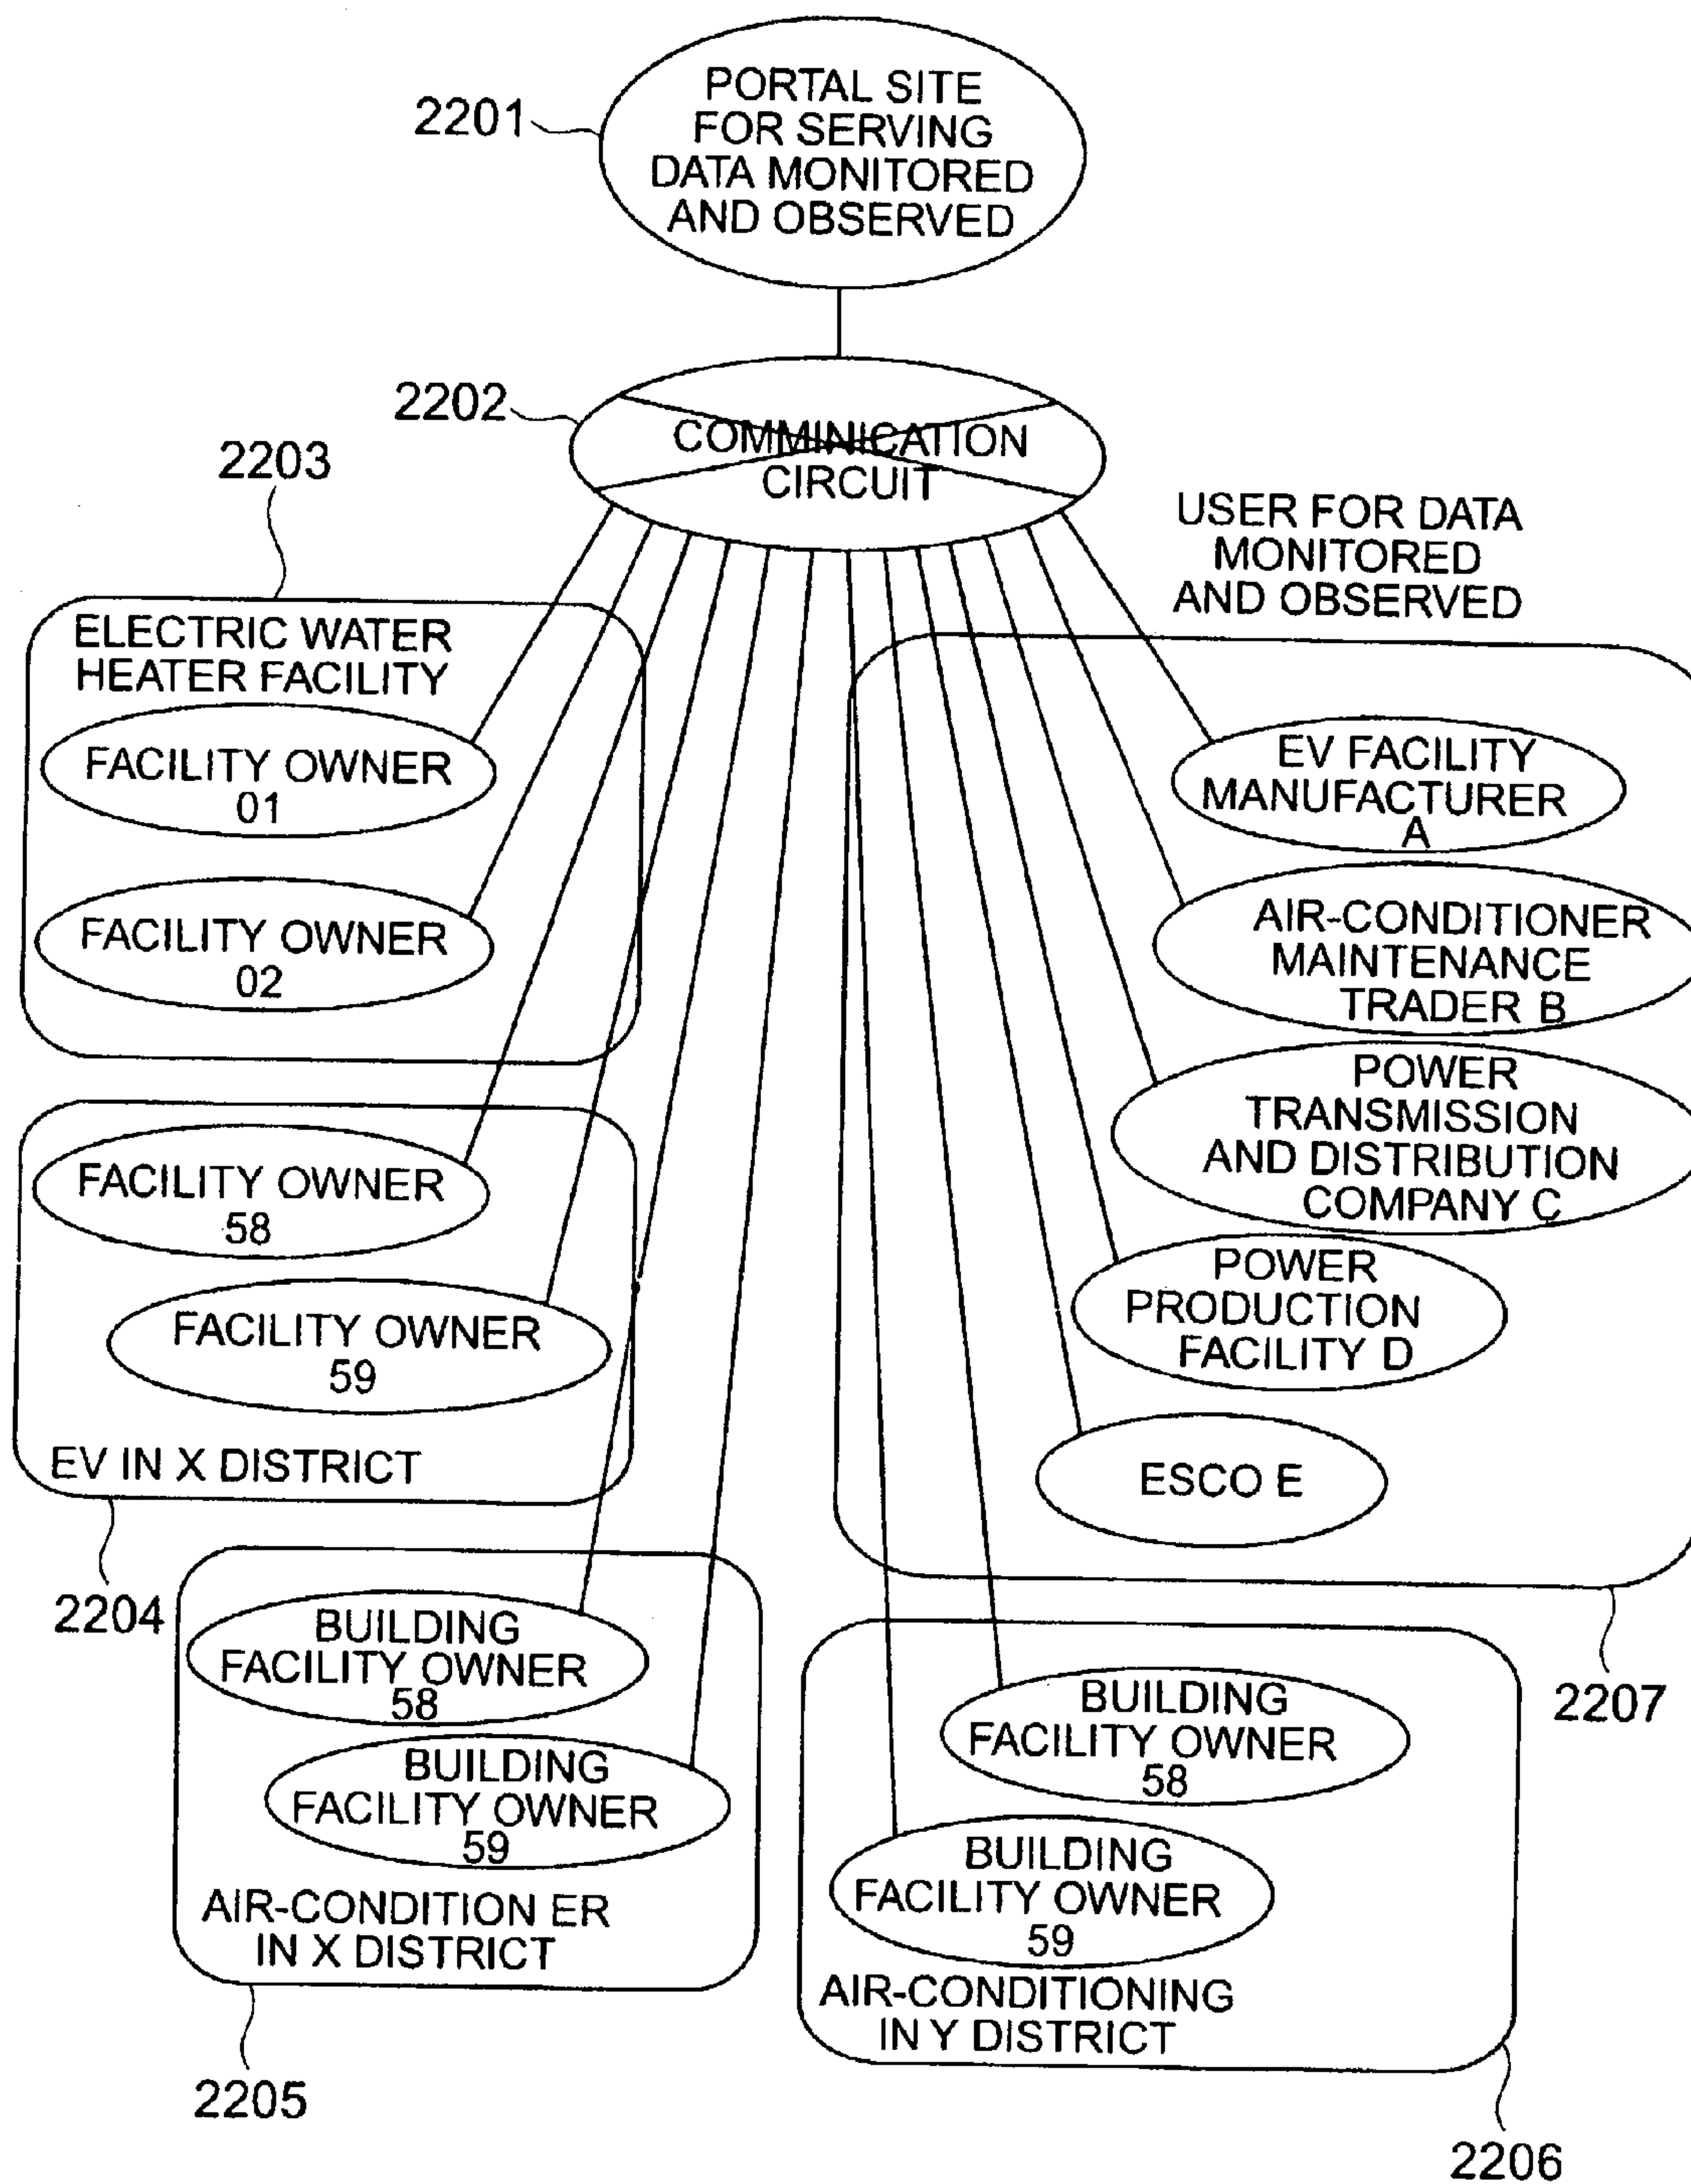 2201
PORTAL SITE
FOR SERVING
DATA MONITORED
AND OBSERVED
2202
COMMINICATION
CIRCUIT
2203
ELECTRIC WATER
HEATER FACILITY
FACILITY OWNER
01
FACILITY OWNER
02
USER FOR DATA
MONITORED
AND OBSERVED
EV FACILITY
MANUFACTURER
A
AIR-CONDITIONER
MAINTENANCE
TRADER B
POWER
TRANSMISSION
AND DISTRIBUTION
COMPANY C
POWER
PRODUCTION
FACILITY D
ESCO E
2207
FACILITY OWNER
58
FACILITY OWNER
59
EV IN X DISTRICT
2204
BUILDING
FACILITY OWNER
58
BUILDING
FACILITY OWNER
59
AIR-CONDITION ER
IN X DISTRICT
2205
BUILDING
FACILITY OWNER
58
BUILDING
FACILITY OWNER
59
AIR-CONDITIONING
IN Y DISTRICT
2206